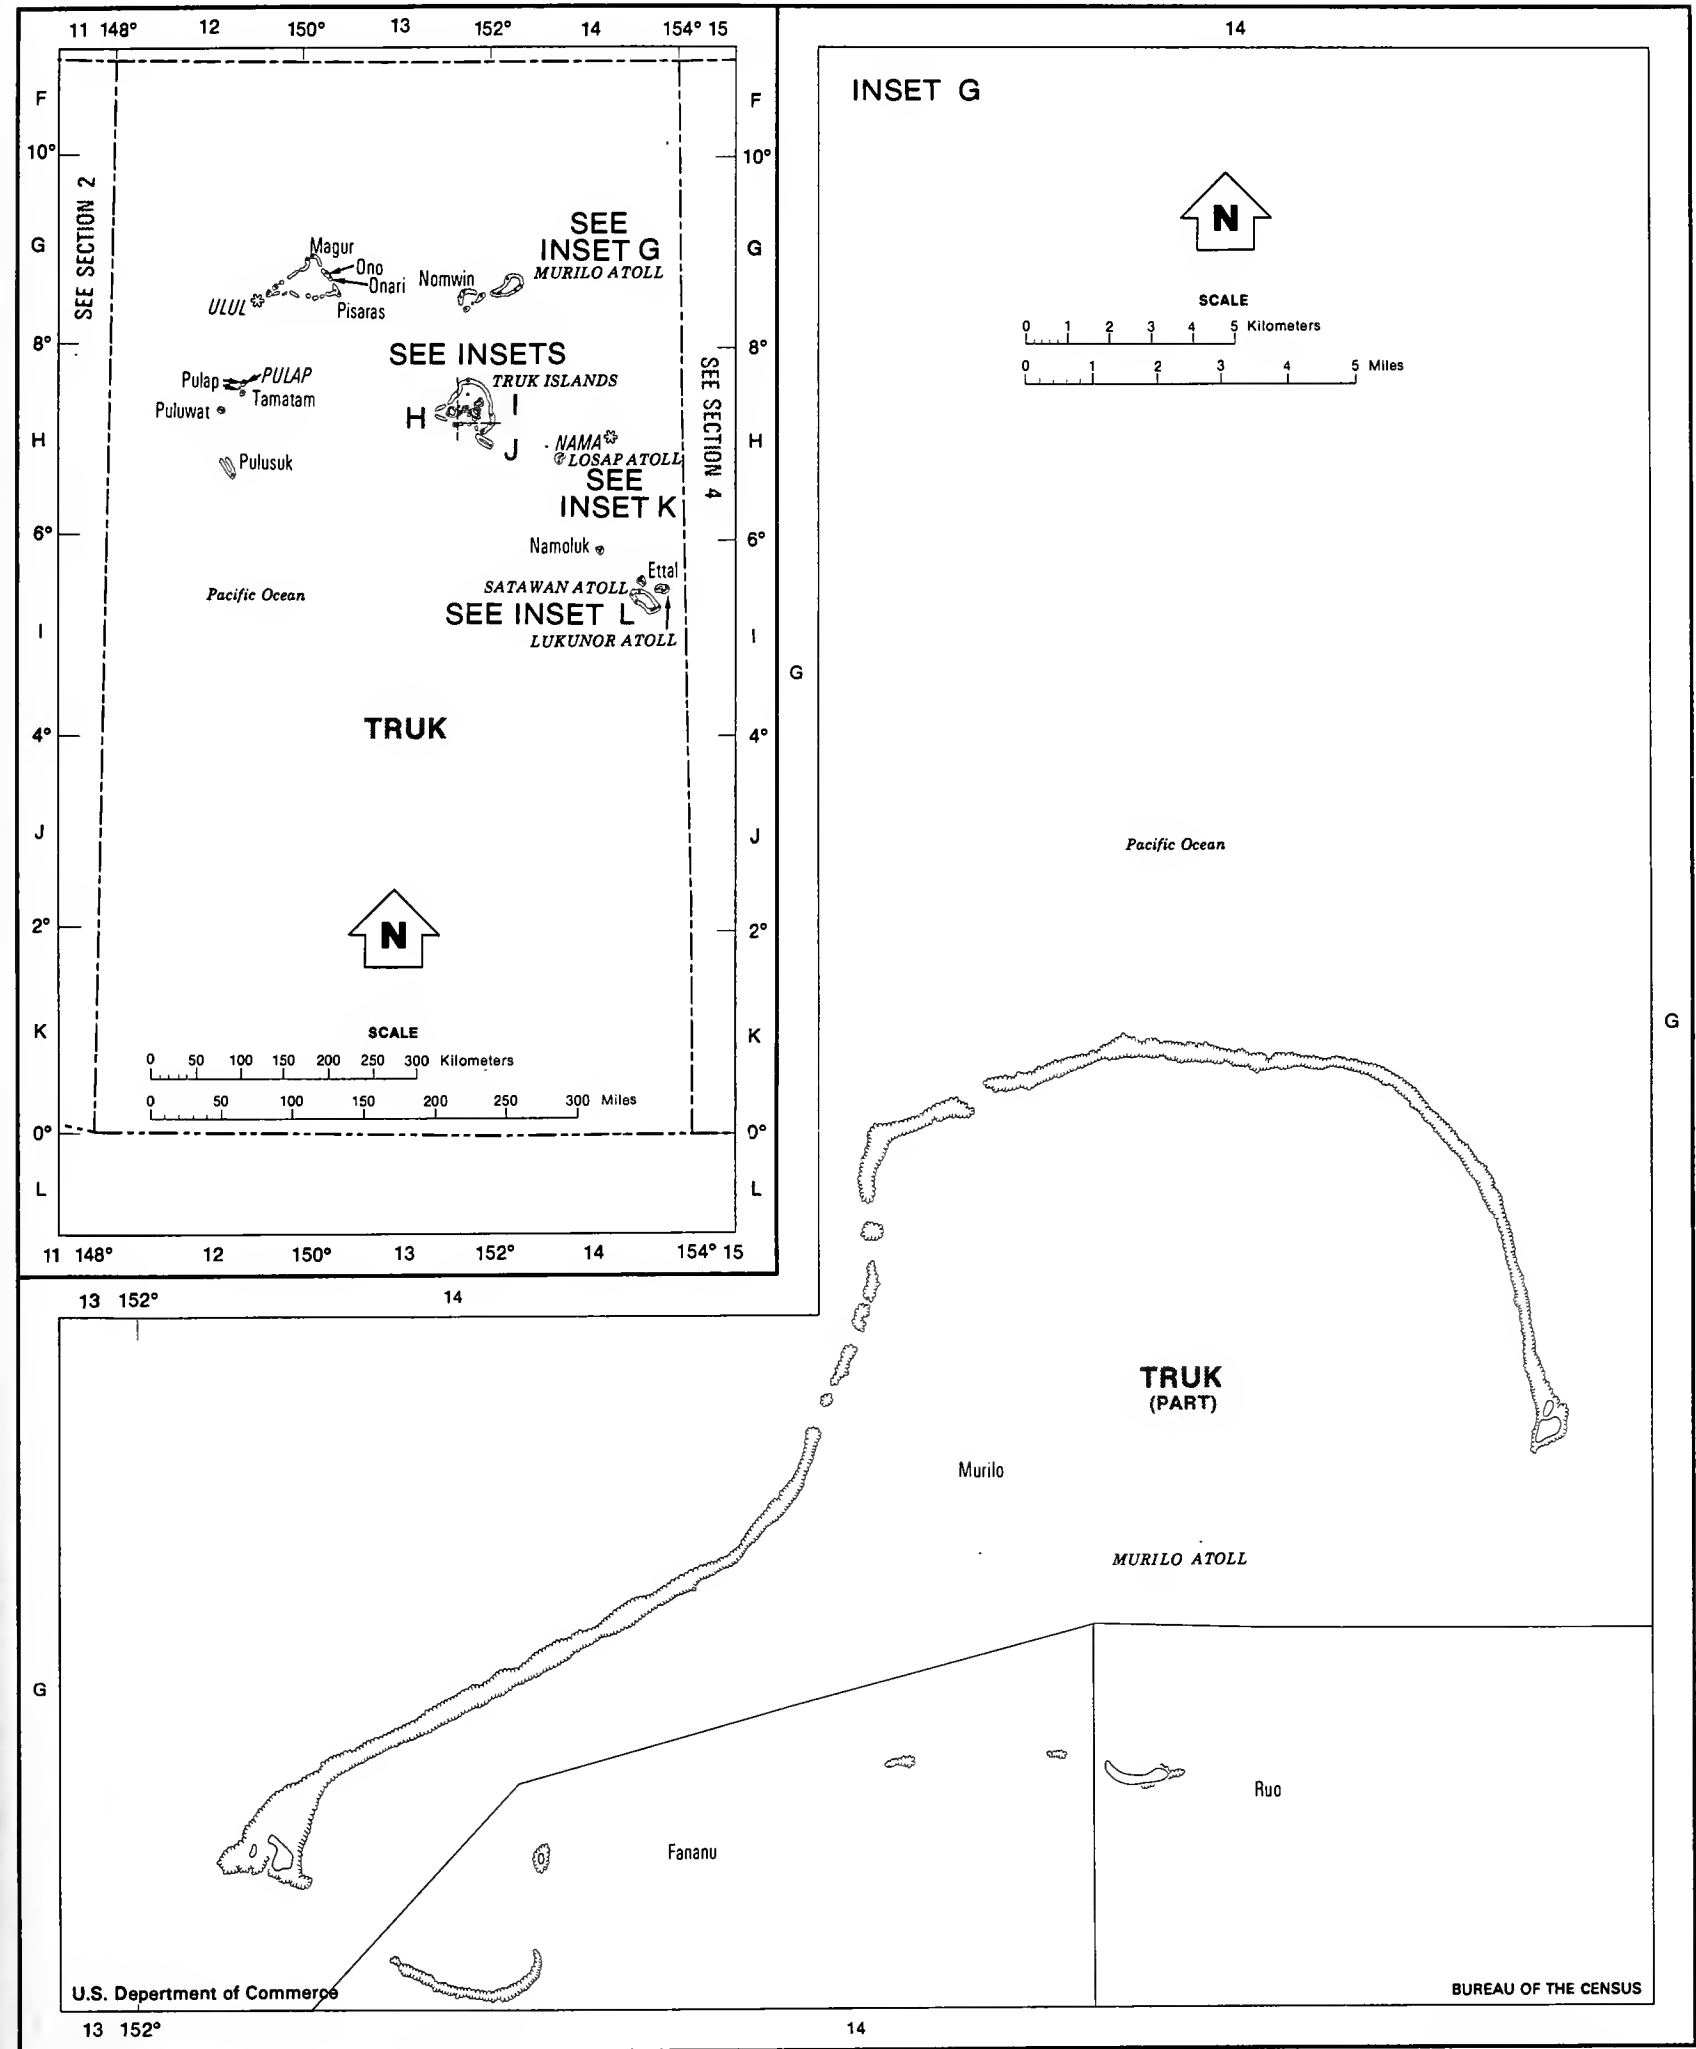 11 148° 12 150° 13 152° 14 154° 15
F
F
10°
10°
SEE SECTION 2
SEE
INSET G
MURILO ATOLL
G
G
Magur
Ono
Onari
Nomwin
ULUL
Pisaras
8°
8°
SEE INSETS
TRUK ISLANDS
SEE SECTION 4
Pulap
PULAP
Tamatam
Puluwat
H
I
J
H
H
NAMA
LOSAP ATOLL
Pulusuk
SEE
INSET K
6°
6°
Namoluk
Ettal
SATAWAN ATOLL
Pacific Ocean
SEE INSET L
LUKUNOR ATOLL
I
I
TRUK
4°
4°
J
J
N
2°
2°
K
K
SCALE
0 50 100 150 200 250 300 Kilometers
0 50 100 150 200 250 300 Miles
0°
0°
L
L
11 148° 12 150° 13 152° 14 154° 15
14
INSET G
N
SCALE
0 1 2 3 4 5 Kilometers
0 1 2 3 4 5 Miles
G
Pacific Ocean
G
13 152° 14
TRUK
(PART)
Murilo
MURILO ATOLL
G
Ruo
Fananu
U.S. Department of Commerce
BUREAU OF THE CENSUS
13 152° 14